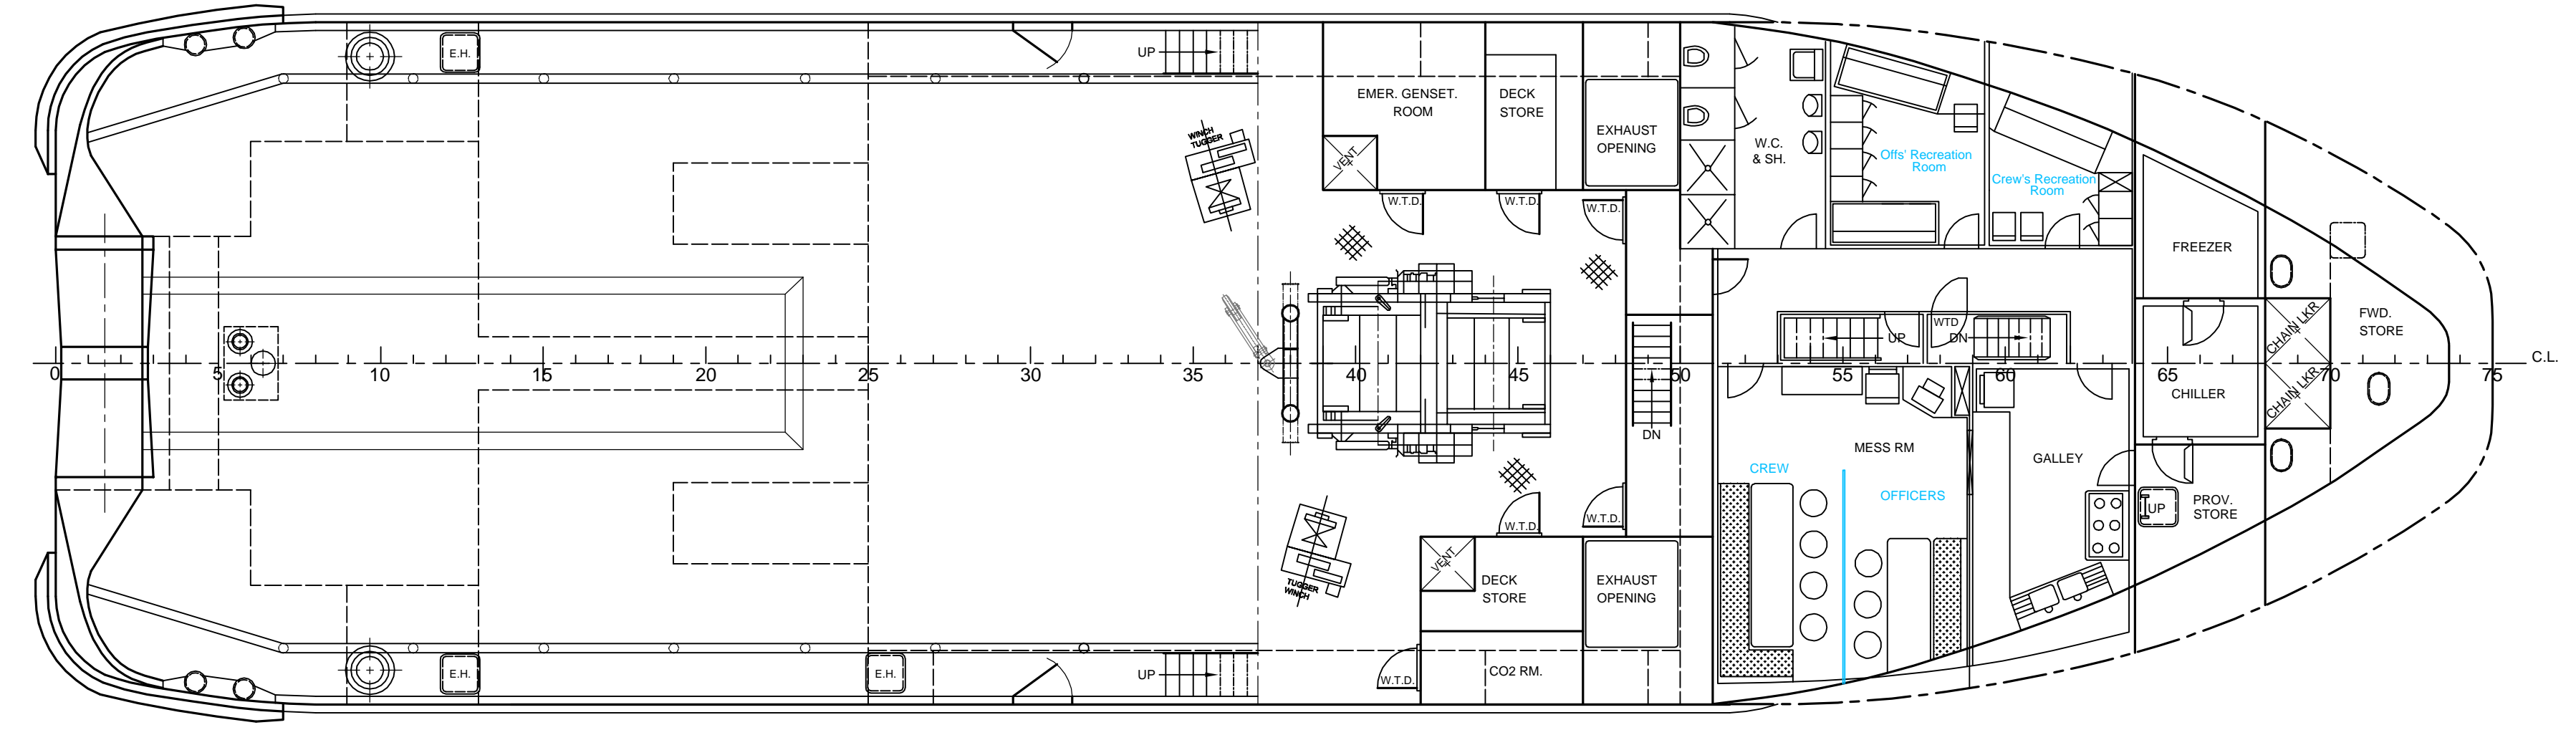 E.H.
UP
EMER. GENSET.
ROOM
DECK
STORE
EXHAUST
OPENING
VENT
WINCH
TUGGER
W.C.
& SH.
Offs' Recreation
Room
Crew's Recreation
Room
W.T.D.
W.T.D.
W.T.D.
FREEZER
CHAIN LKR
FWD.
STORE
WTD
UP
DN
C.L.
0
5
10
15
20
25
30
35
40
45
50
55
60
65
70
75
CHILLER
CHAIN LKR
DN
MESS RM
GALLEY
CREW
OFFICERS
UP
PROV.
STORE
W.T.D.
W.T.D.
VENT
TUGGER
WINCH
DECK
STORE
EXHAUST
OPENING
E.H.
E.H.
UP
W.T.D.
CO2 RM.